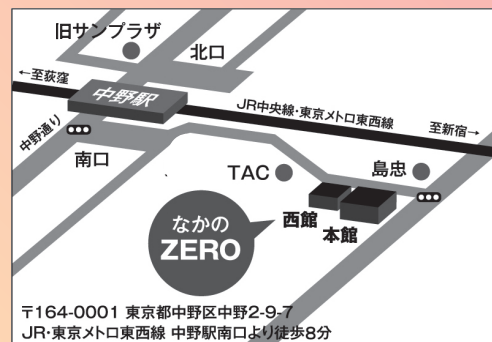 旧サンプラザ
北口
←至荻窪
中野駅
JR中央線・東京メトロ東西線
至新宿→
中野通り
南口
TAC
島忠
西館
本館
なかの
ZERO
〒164-0001 東京都中野区中野2-9-7
JR・東京メトロ東西線 中野駅南口より徒歩8分